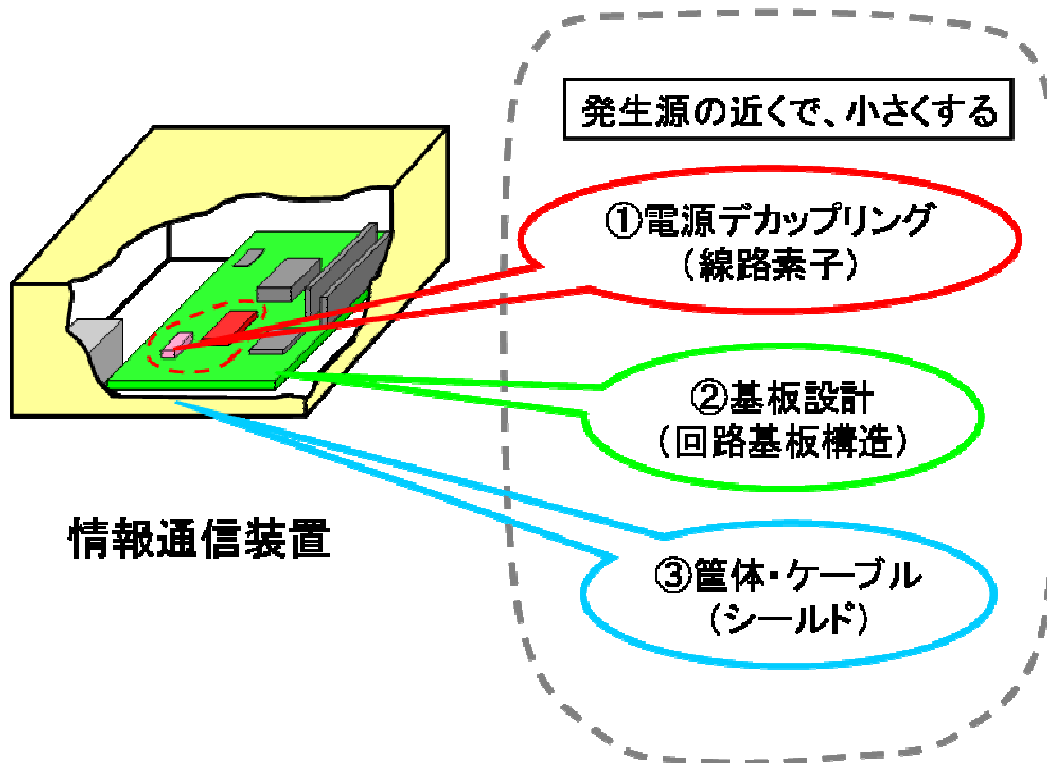 発生源の近くで、小さくする
①電源デカップリング
(線路素子)
②基板設計
(回路基板構造)
③筐体・ケーブル
(シールド)
情報通信装置